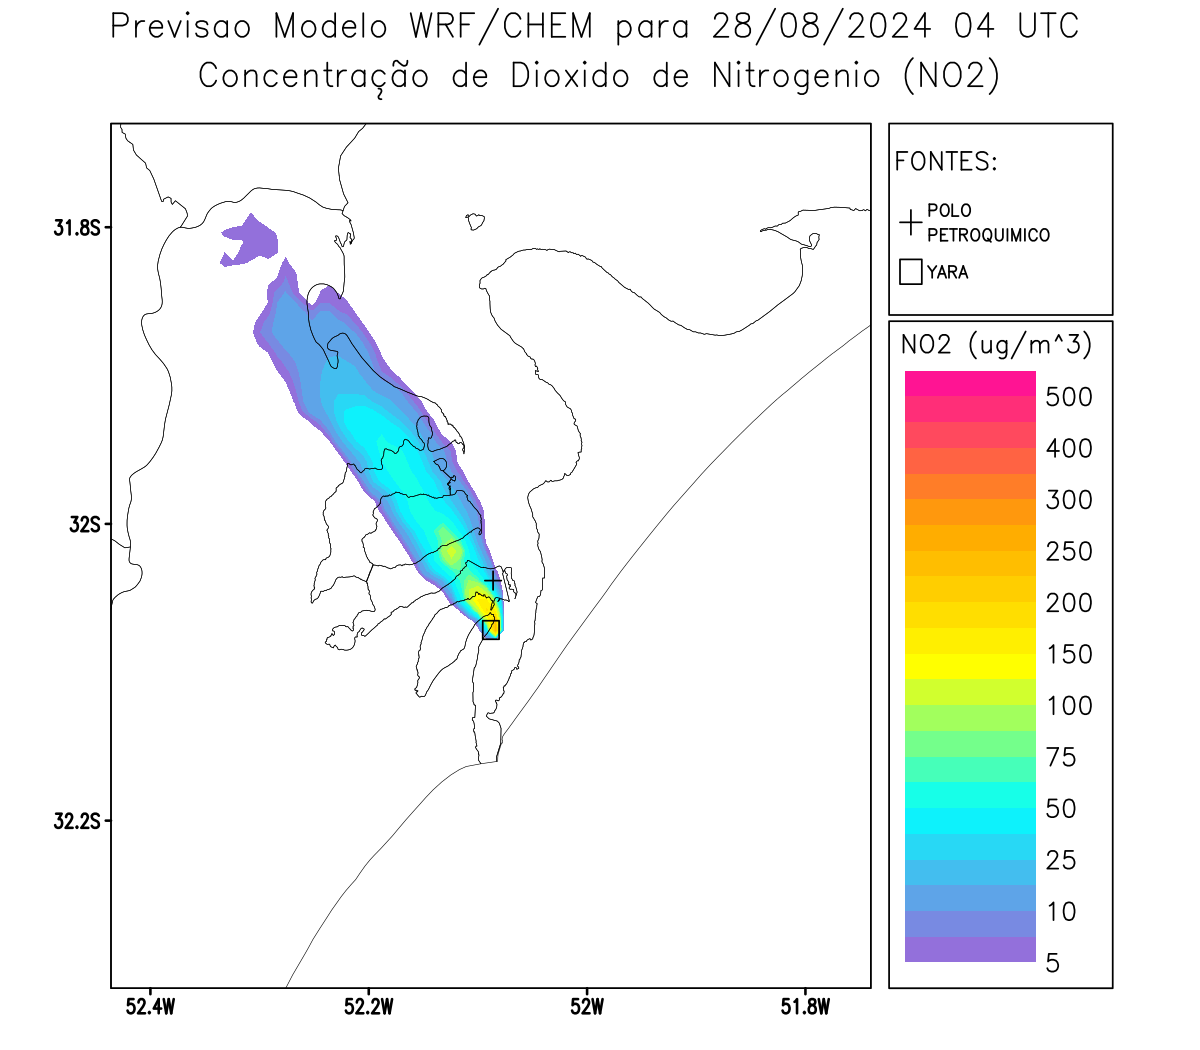 Previsao Modelo WRF/CHEM para 28/08/2024 04 UTC
Concentração de Dioxido de Nitrogenio (NO2)
FONTES:
POLO
PETROQUIMICO
YARA
NO2 (ug/m^3)
500
400
300
250
200
150
100
75
50
25
10
5
31.8S
32S
32.2S
52.4W
52.2W
52W
51.8W